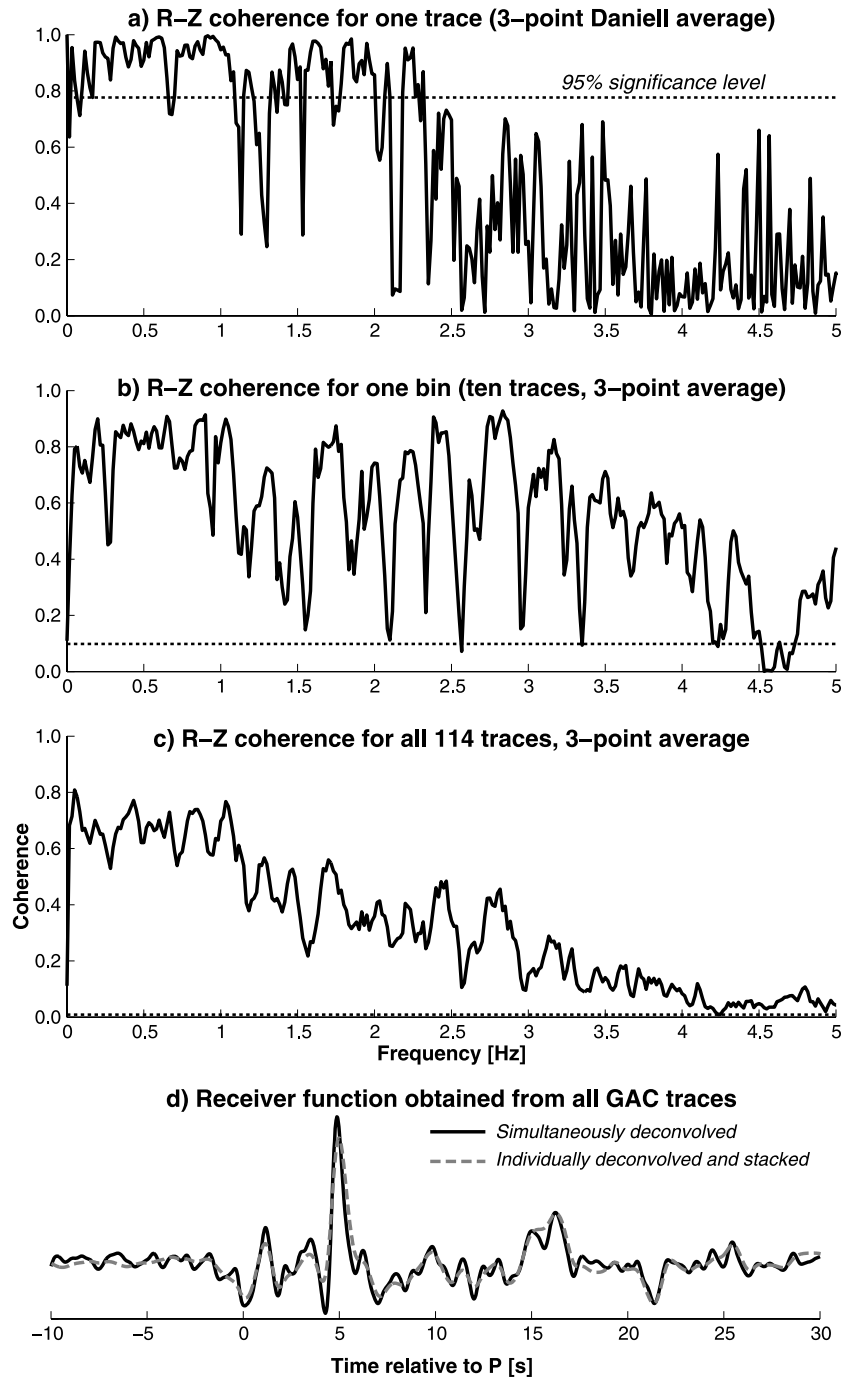 a) R–Z coherence for one trace (3–point Daniell average)
1.0
0.8
0.6
0.4
0.2
0.0
95% significance level
0 0.5 1 1.5 2 2.5 3 3.5 4 4.5 5
b) R–Z coherence for one bin (ten traces, 3–point average)
1.0
0.8
0.6
0.4
0.2
0.0
0 0.5 1 1.5 2 2.5 3 3.5 4 4.5 5
c) R–Z coherence for all 114 traces, 3–point average
1.0
0.8
0.6
0.4
0.2
0.0
Coherence
0 0.5 1 1.5 2 2.5 3 3.5 4 4.5 5
Frequency [Hz]
d) Receiver function obtained from all GAC traces
Simultaneously deconvolved
Individually deconvolved and stacked
−10 −5 0 5 10 15 20 25 30
Time relative to P [s]